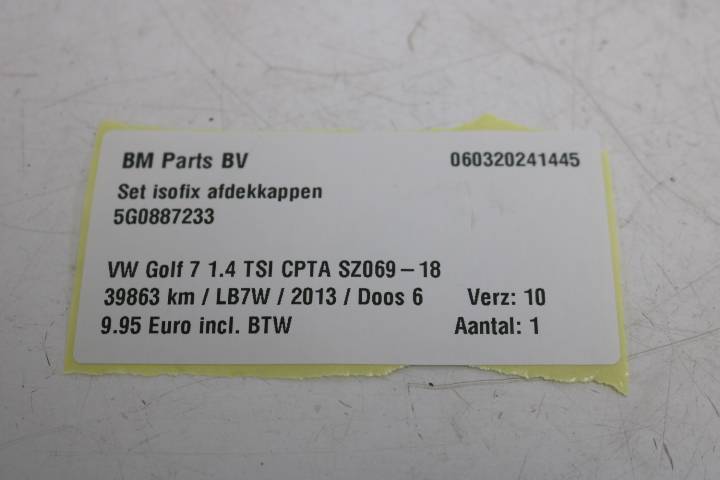 BM Parts BV 060320241445
Set isofix afdekkappen
5G0887233
VW Golf 7 1.4 TSI CPTA SZ069-18
39863 km / LB7W / 2013 / Doos 6 Verz: 10
9.95 Euro incl. BTW Aantal: 1